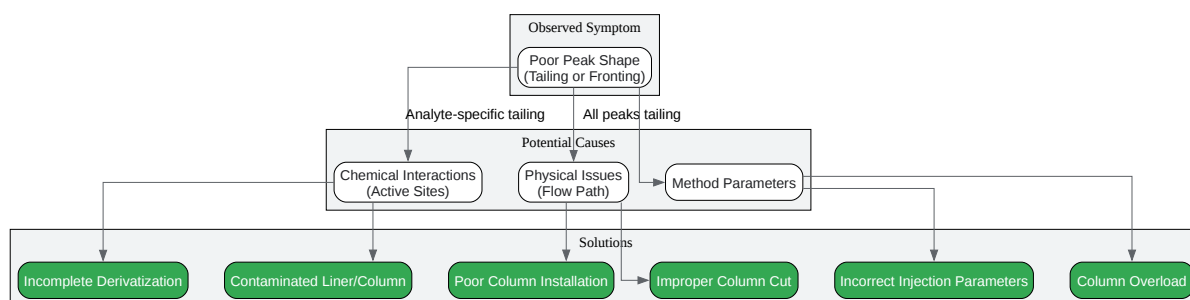 Observed Symptom
Poor Peak Shape
(Tailing or Fronting)
Analyte-specific tailing
All peaks tailing
Potential Causes
Chemical Interactions
(Active Sites)
Physical Issues
(Flow Path)
Method Parameters
Solutions
Incomplete Derivatization
Contaminated Liner/Column
Poor Column Installation
Improper Column Cut
Incorrect Injection Parameters
Column Overload